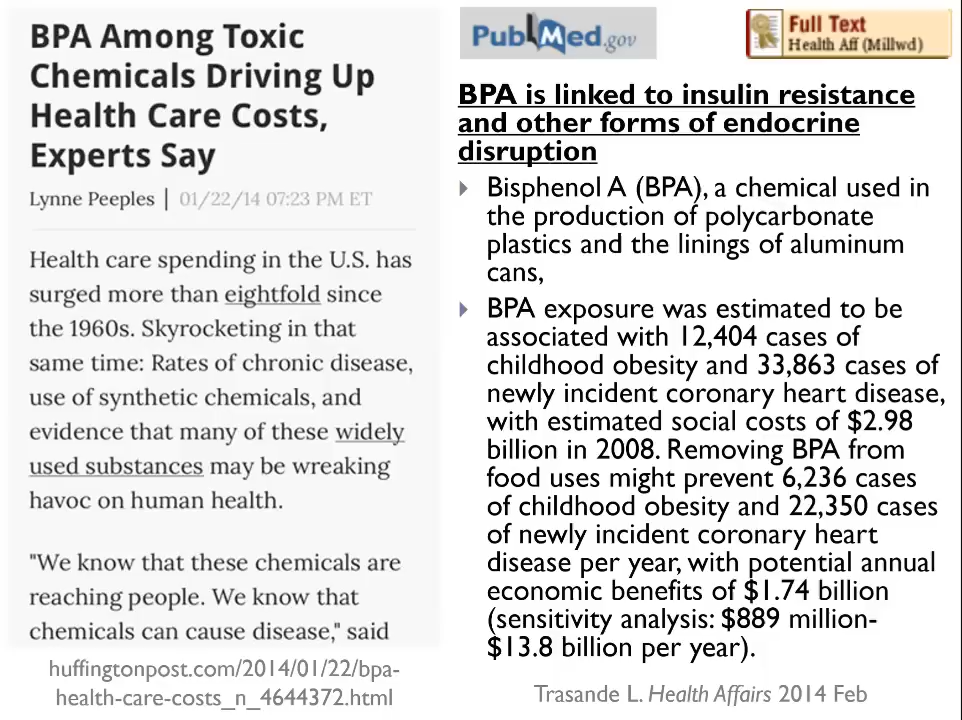 BPA Among Toxic
Chemicals Driving Up
Health Care Costs,
Experts Say
Lynne Peeples | 01/22/14 07:23 PM ET
Health care spending in the U.S. has
surged more than eightfold since
the 1960s. Skyrocketing in that
same time: Rates of chronic disease,
use of synthetic chemicals, and
evidence that many of these widely
used substances may be wreaking
havoc on human health.
"We know that these chemicals are
reaching people. We know that
chemicals can cause disease," said
huffingtonpost.com/2014/01/22/bpa-
health-care-costs_n_4644372.html
PubMed.gov
Full Text
Health Aff (Millwd)
BPA is linked to insulin resistance
and other forms of endocrine
disruption
Bisphenol A (BPA), a chemical used in
the production of polycarbonate
plastics and the linings of aluminum
cans,
BPA exposure was estimated to be
associated with 12,404 cases of
childhood obesity and 33,863 cases of
newly incident coronary heart disease,
with estimated social costs of $2.98
billion in 2008. Removing BPA from
food uses might prevent 6,236 cases
of childhood obesity and 22,350 cases
of newly incident coronary heart
disease per year, with potential annual
economic benefits of $1.74 billion
(sensitivity analysis: $889 million-
$13.8 billion per year).
Trasande L. Health Affairs 2014 Feb